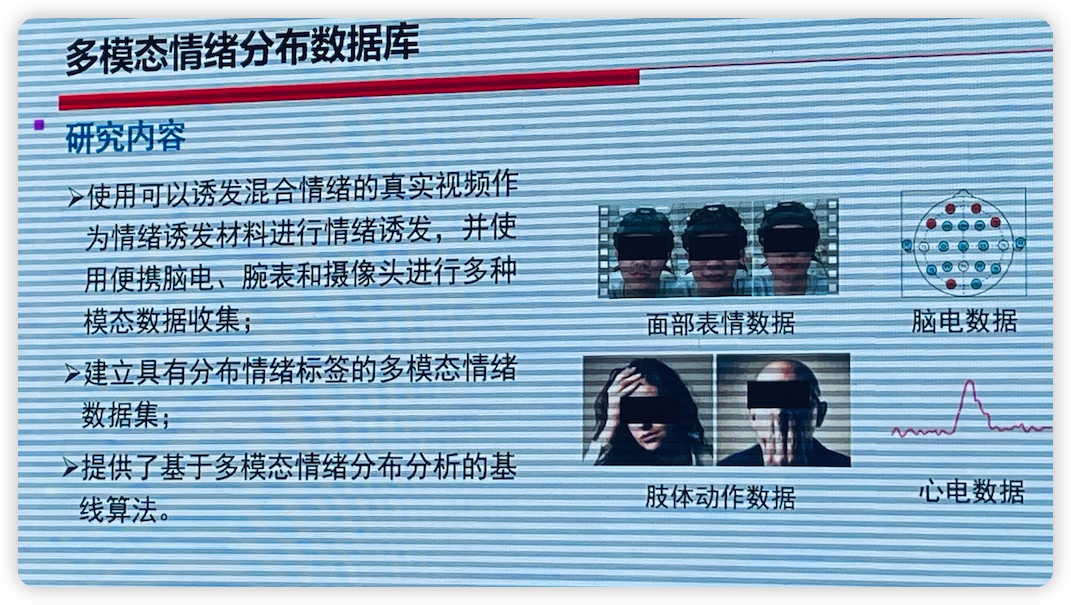 多模态情绪分布数据库
研究内容
➢使用可以诱发混合情绪的真实视频作
为情绪诱发材料进行情绪诱发，并使
用便携脑电、腕表和摄像头进行多种
模态数据收集；
➢建立具有分布情绪标签的多模态情绪
数据集；
➢提供了基于多模态情绪分布分析的基
线算法。
面部表情数据
脑电数据
肢体动作数据
心电数据